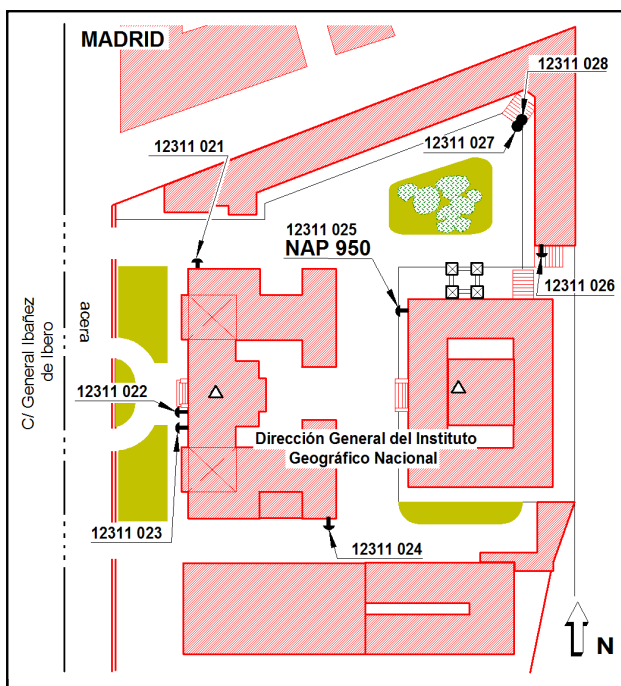 MADRID
12311 028
12311 027
12311 021
12311 025
NAP 950
12311 026
C/ General Ibañez
de Ibero
acera
12311 022
Dirección General del Instituto
Geográfico Nacional
12311 023
12311 024
N